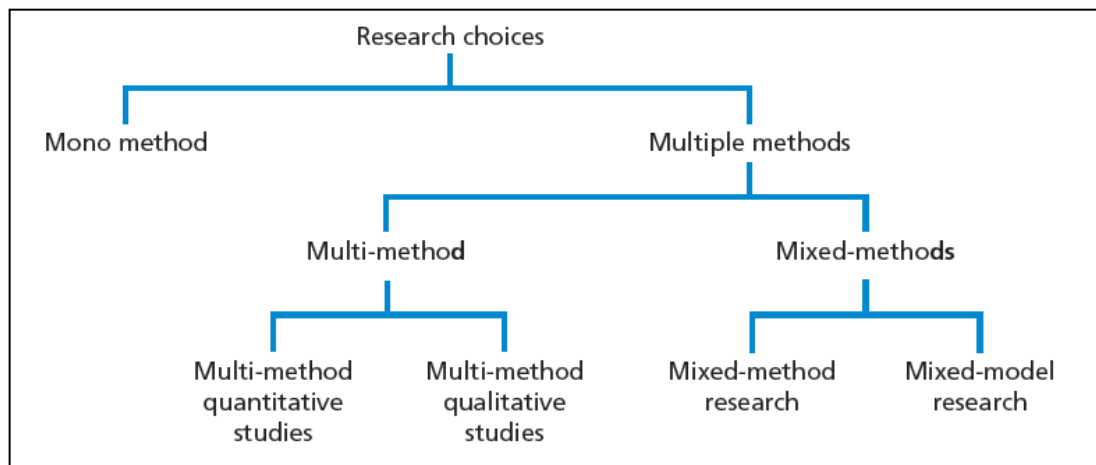 Research choices
Mono method
Multiple methods
Multi-method
Mixed-methods
Multi-method
quantitative
studies
Multi-method
qualitative
studies
Mixed-method
research
Mixed-model
research